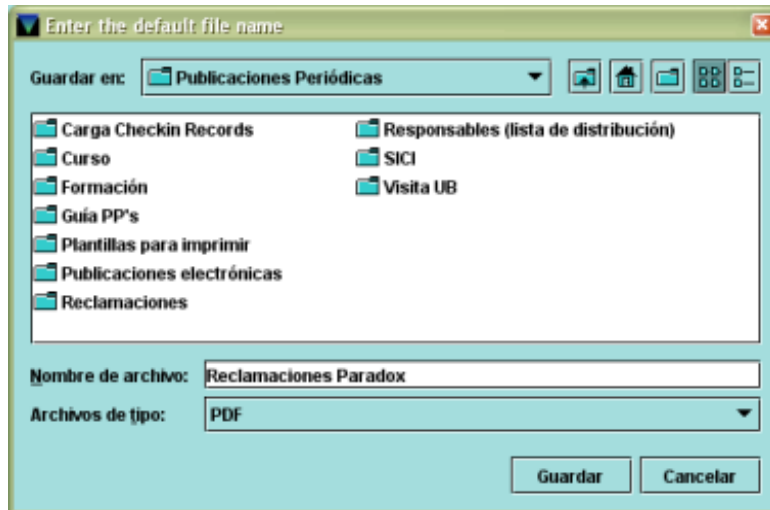 Enter the default file name
Guardar en: Publicaciones Periódicas
Carga Checkin Records
Curso
Formación
Guía PP's
Plantillas para imprimir
Publicaciones electrónicas
Reclamaciones
Responsables (lista de distribución)
SICI
Visita UB
Nombre de archivo: Reclamaciones Paradox
Archivos de tipo: PDF
Guardar Cancelar